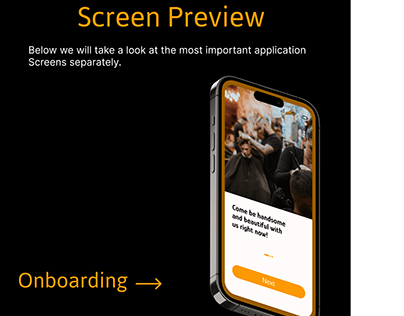 Screen Preview
Below we will take a look at the most important application
Screens separately.
Come be handsome
and beautiful with
us right now!
Next
Onboarding